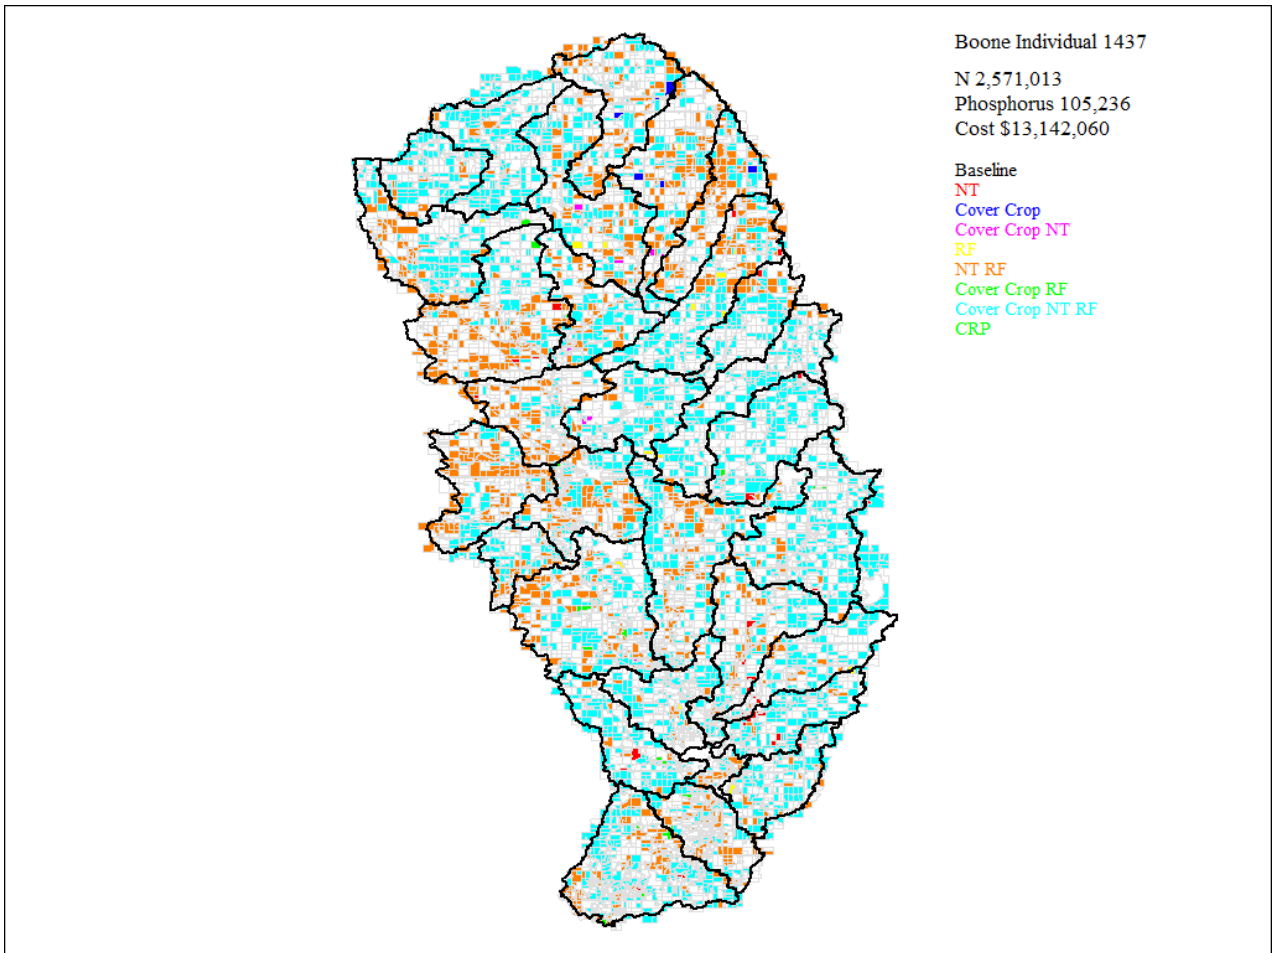 Boone Individual 1437
N 2,571,013
Phosphorus 105,236
Cost $13,142,060
Baseline
NT
Cover Crop
Cover Crop NT
RF
NT RF
Cover Crop RF
Cover Crop NT RF
CRP